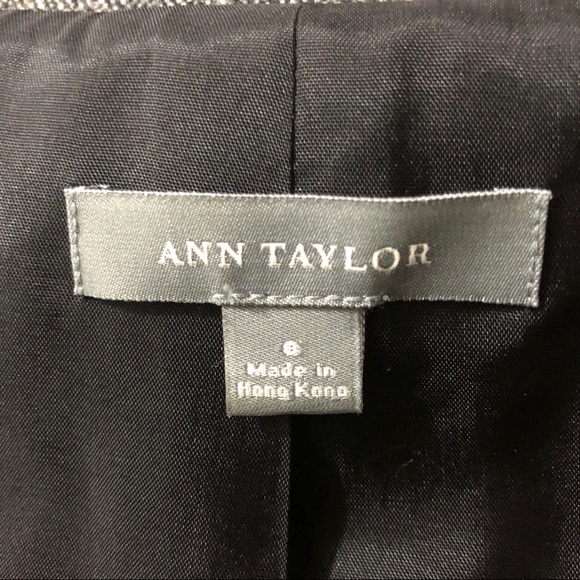 ANN TAYLOR
6
Made in
Hong Kong